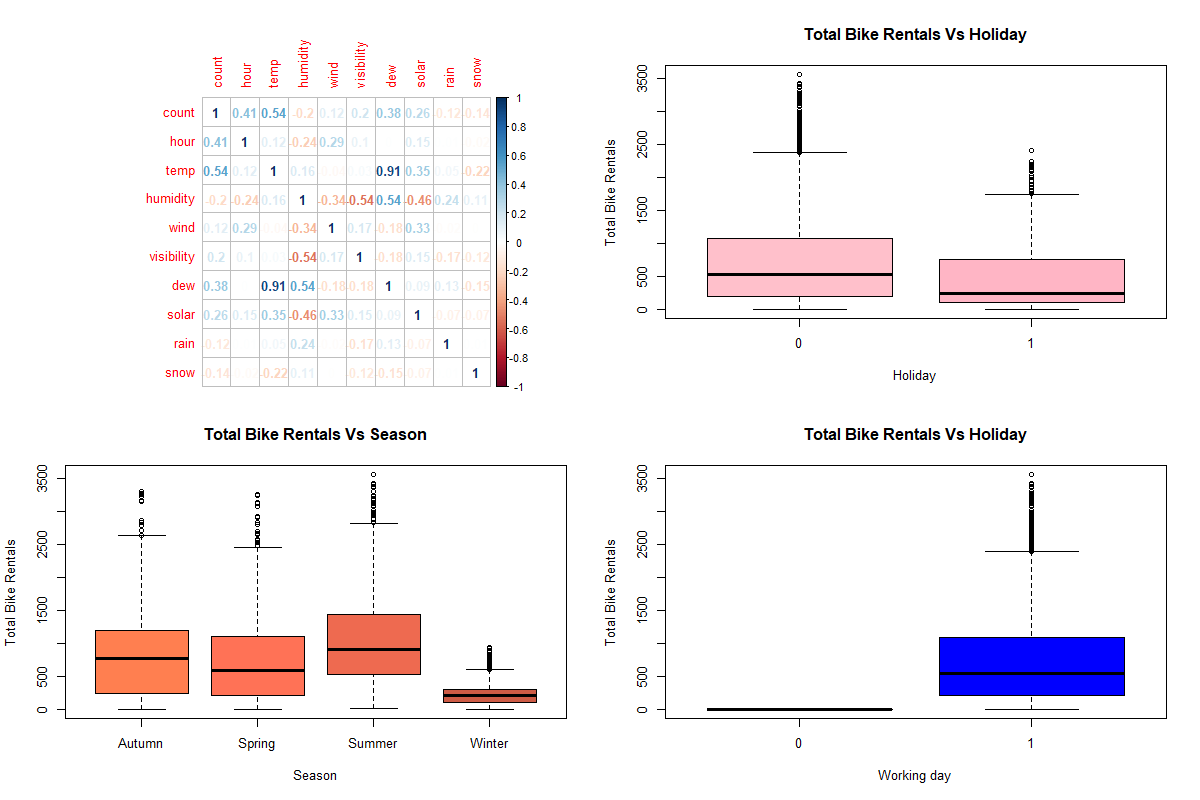 count hour temp humidity wind visibility dew solar rain snow
count 1 0.41 0.54 -0.2 0.12 0.2 0.38 0.26 -0.12 -0.14
hour 0.41 1 0.12 -0.24 0.29 0.1 0.15
temp 0.54 0.12 1 0.16 0.91 0.35 0.05 -0.22
humidity -0.2 -0.24 0.16 1 -0.34 -0.54 0.54 -0.46 0.24 0.11
wind 0.12 0.29 -0.34 1 0.17 -0.18 0.33
visibility 0.2 0.1 -0.54 0.17 1 -0.18 0.15 -0.17 -0.12
dew 0.38 0.91 0.54 -0.18 -0.18 1 0.09 0.13 -0.15
solar 0.26 0.15 0.35 -0.46 0.33 0.15 0.09 1 -0.07 -0.07
rain -0.12 0.05 0.24 -0.17 0.13 -0.07 1
snow -0.14 -0.22 0.11 -0.12 -0.15 -0.07 1
1
0.8
0.6
0.4
0.2
0
-0.2
-0.4
-0.6
-0.8
-1
Total Bike Rentals Vs Holiday
Total Bike Rentals
3500
2500
1500
500
0
0 1
Holiday
Total Bike Rentals Vs Season
Total Bike Rentals
3500
2500
1500
500
0
Autumn Spring Summer Winter
Season
Total Bike Rentals Vs Holiday
Total Bike Rentals
3500
2500
1500
500
0
0 1
Working day